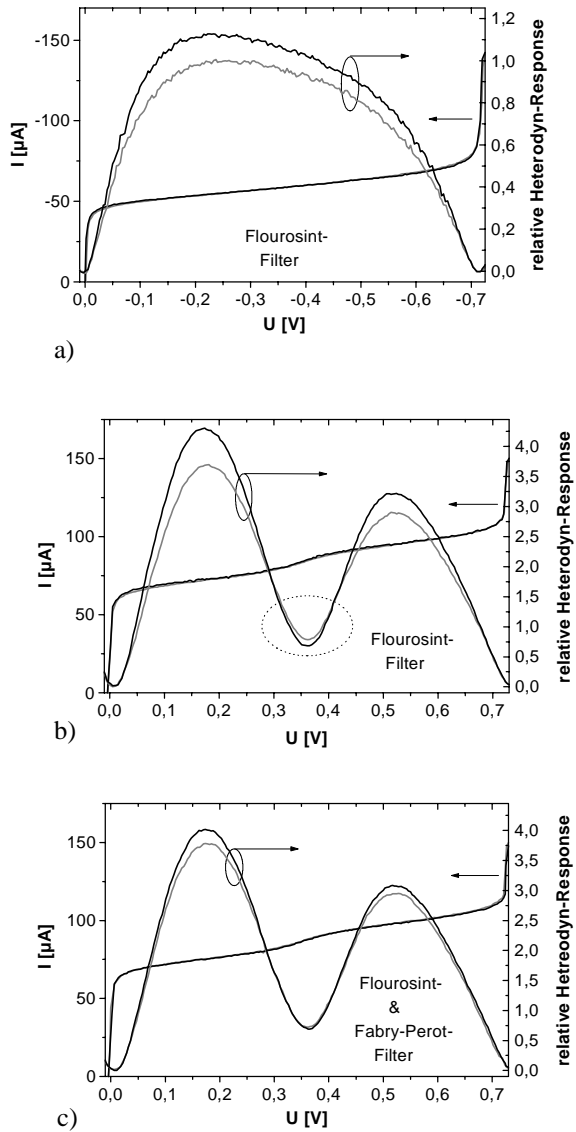 -150
-100
-50
0
I [µA]
1,2
1,0
0,8
0,6
0,4
0,2
0,0
relative Heterodyn-Response
Flourosint-
Filter
0,0 -0,1 -0,2 -0,3 -0,4 -0,5 -0,6 -0,7
U [V]
a)
150
100
50
0
I [µA]
4,0
3,5
3,0
2,5
2,0
1,5
1,0
0,5
0,0
relative Heterodyn-Response
Flourosint-
Filter
0,0 0,1 0,2 0,3 0,4 0,5 0,6 0,7
U [V]
b)
150
100
50
0
I [µA]
4,0
3,5
3,0
2,5
2,0
1,5
1,0
0,5
0,0
relative Hetreodyn-Response
Flourosint-
&
Fabry-Perot-
Filter
0,0 0,1 0,2 0,3 0,4 0,5 0,6 0,7
U [V]
c)